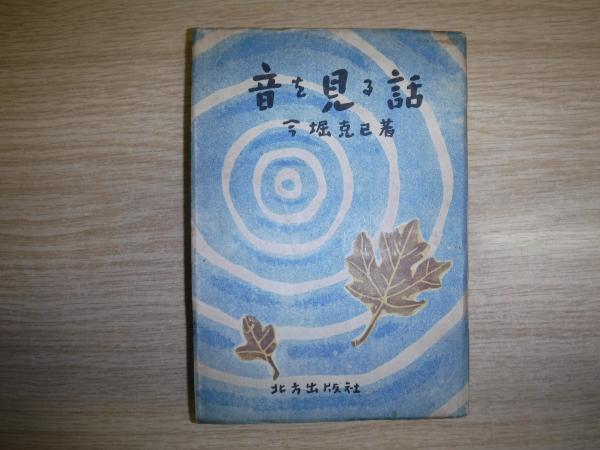 音を見る話
今堀克巳著
北方出版社